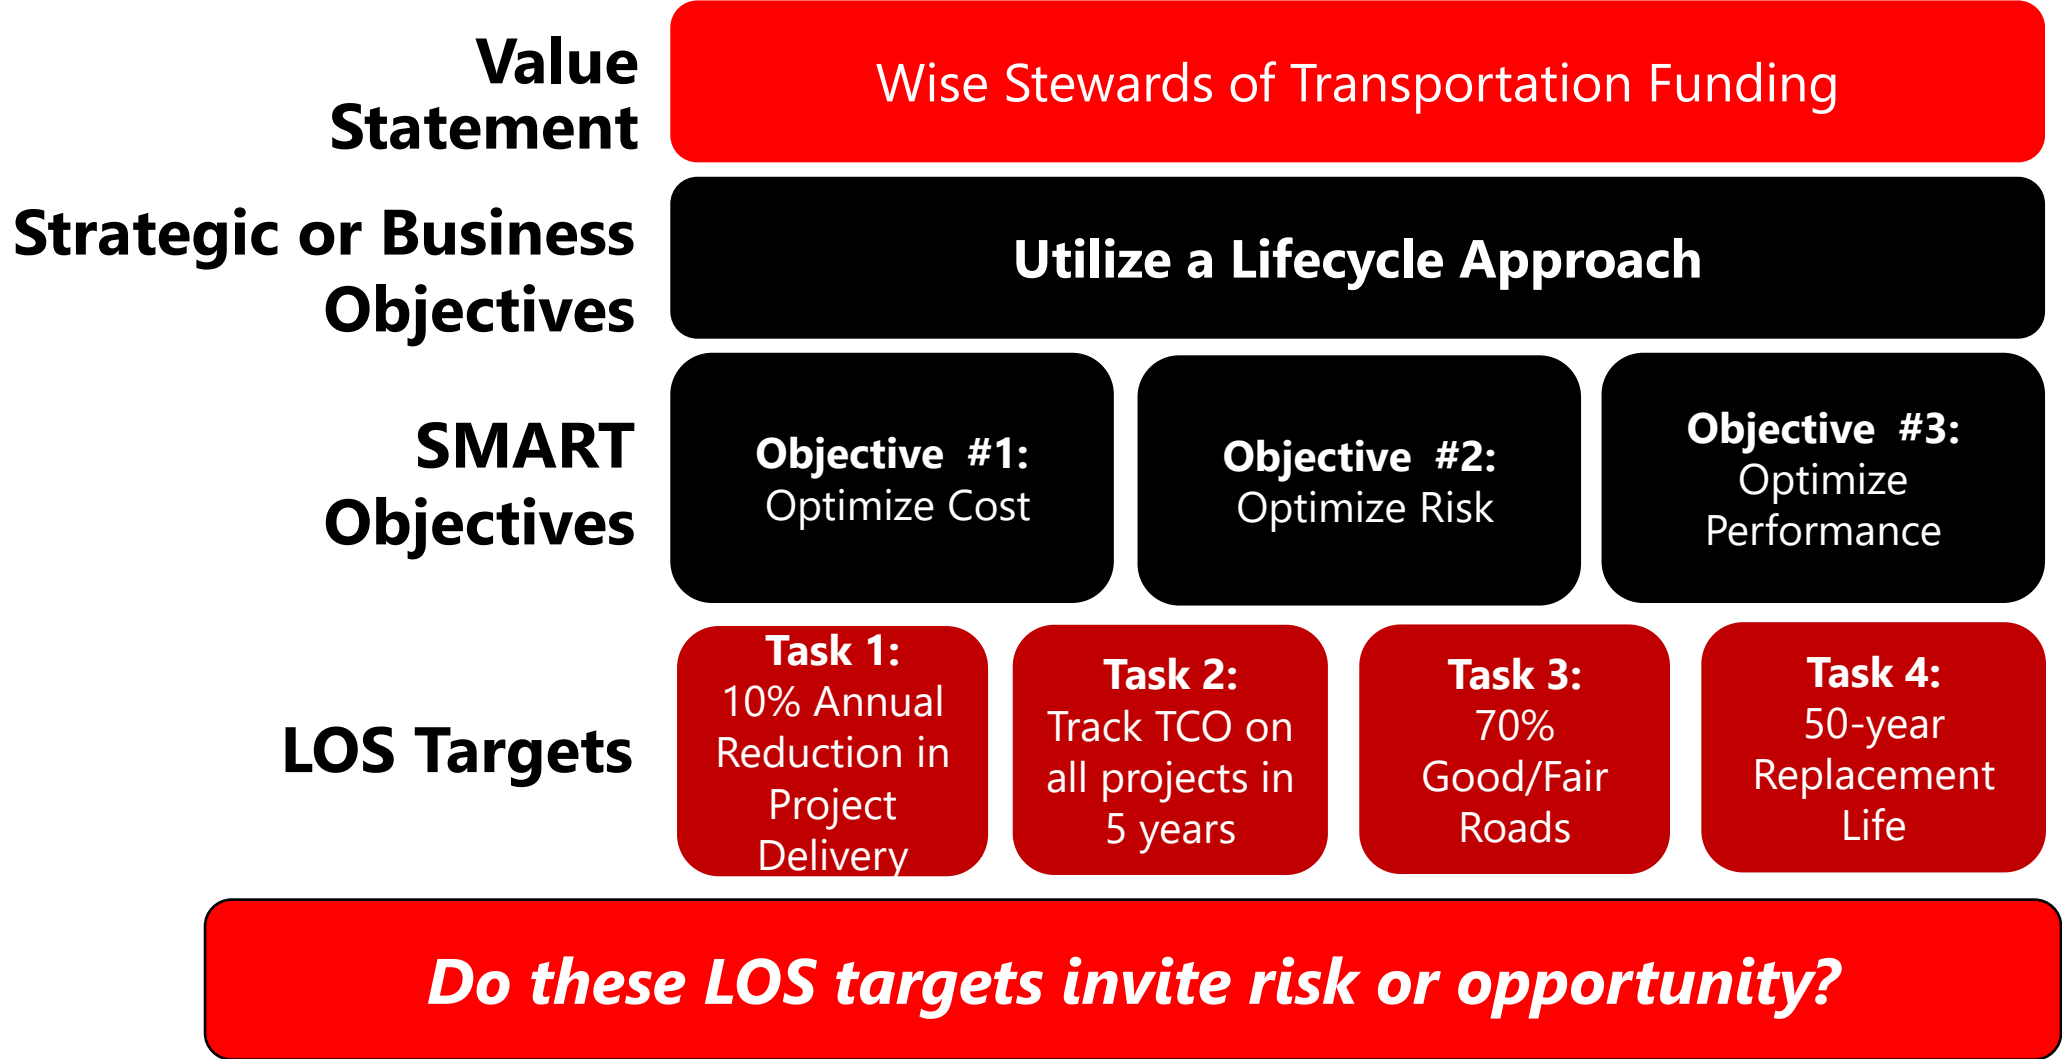 Value
Statement
Wise Stewards of Transportation Funding
Strategic or Business
Objectives
Utilize a Lifecycle Approach
SMART
Objectives
Objective  #1:
Optimize Cost
Objective  #2:
Optimize Risk
Objective  #3:
Optimize
Performance
LOS Targets
Task 1:
10% Annual
Reduction in
Project
Delivery
Task 2:
Track TCO on
all projects in
5 years
Task 3:
70%
Good/Fair
Roads
Task 4:
50-year
Replacement
Life
Do these LOS targets invite risk or opportunity?